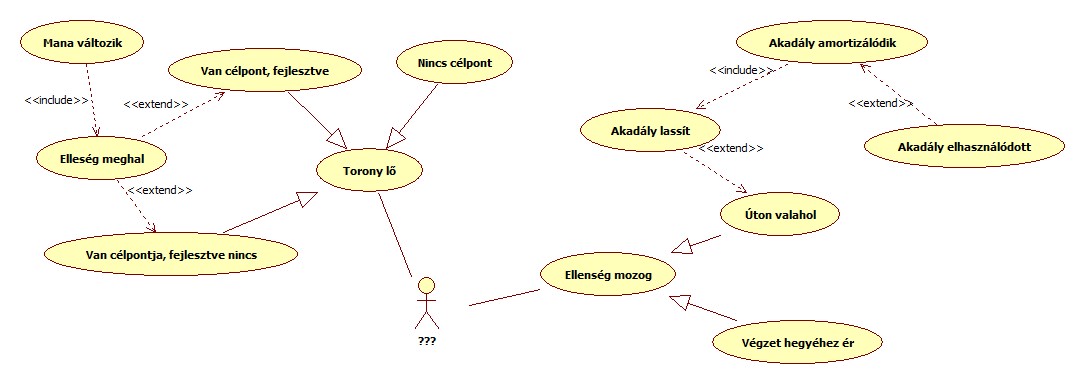 Mana változik
Van célpont, fejlesztve
Nincs célpont
Akadály amortizálódik
<<include>>
<<extend>>
<<include>>
<<extend>>
Elleség meghal
Torony lő
Akadály lassít
Akadály elhasználódott
<<extend>>
<<extend>>
Van célpontja, fejlesztve nincs
Úton valahol
Ellenség mozog
???
Végzet hegyéhez ér